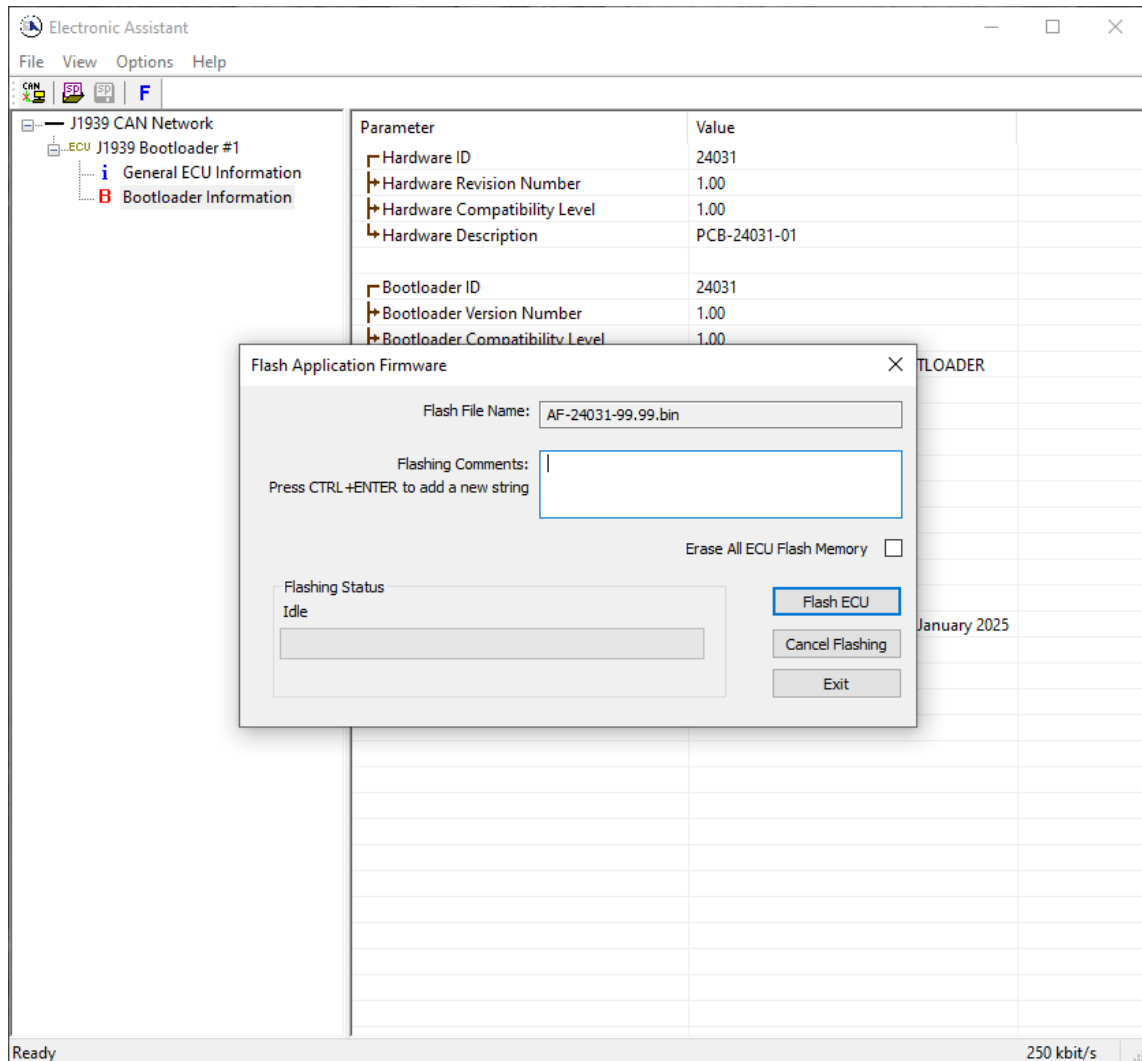 Electronic Assistant
File View Options Help
CAN SP SP F
J1939 CAN Network
ECU J1939 Bootloader #1
i General ECU Information
B Bootloader Information
Parameter Value
Hardware ID 24031
Hardware Revision Number 1.00
Hardware Compatibility Level 1.00
Hardware Description PCB-24031-01
Bootloader ID 24031
Bootloader Version Number 1.00
Bootloader Compatibility Level 1.00
TLOADER
January 2025
Flash Application Firmware
Flash File Name: AF-24031-99.99.bin
Flashing Comments:
Press CTRL+ENTER to add a new string
Erase All ECU Flash Memory
Flashing Status
Idle
Flash ECU
Cancel Flashing
Exit
Ready 250 kbit/s